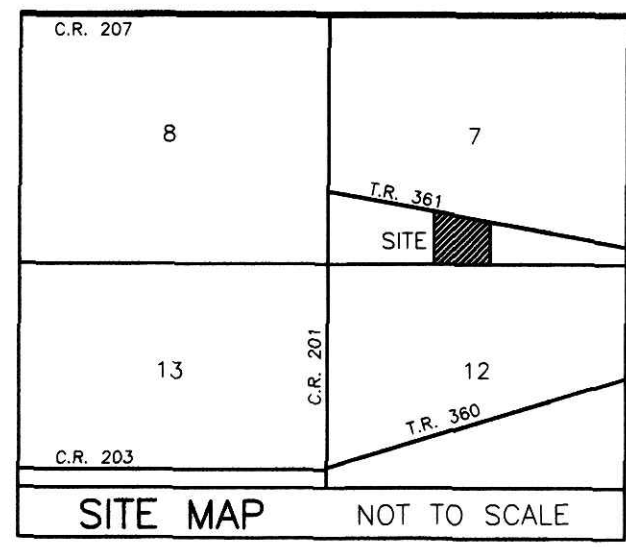 C.R. 207
8
7
T.R. 361
SITE
C.R. 201
13
12
T.R. 360
C.R. 203
SITE MAP
NOT TO SCALE